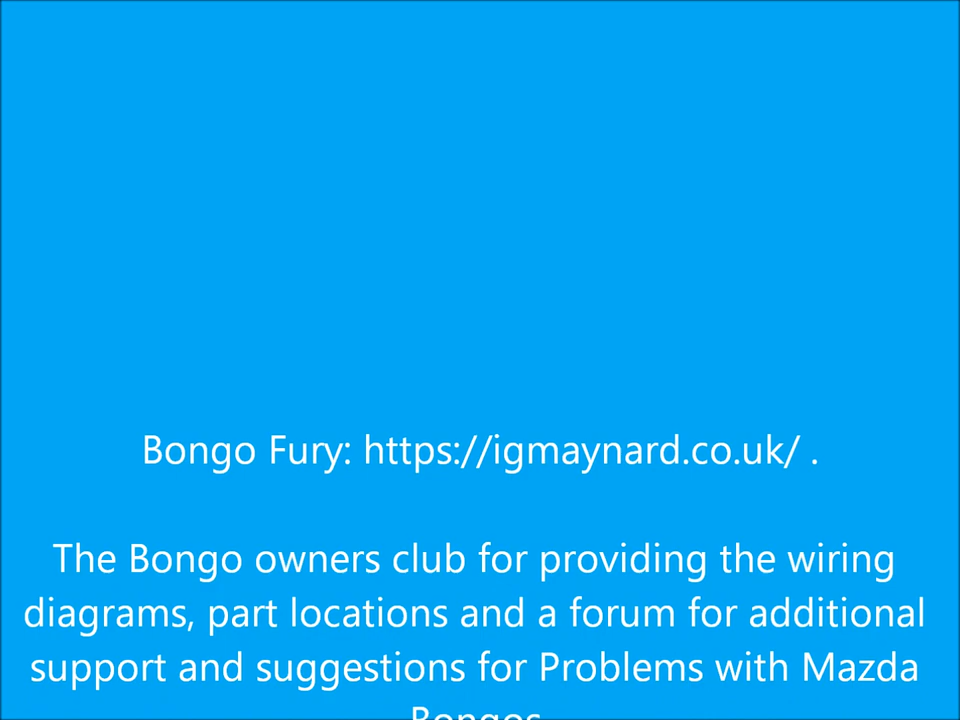 Bongo Fury: https://igmaynard.co.uk/ .
The Bongo owners club for providing the wiring
diagrams, part locations and a forum for additional
support and suggestions for Problems with Mazda
Bongos